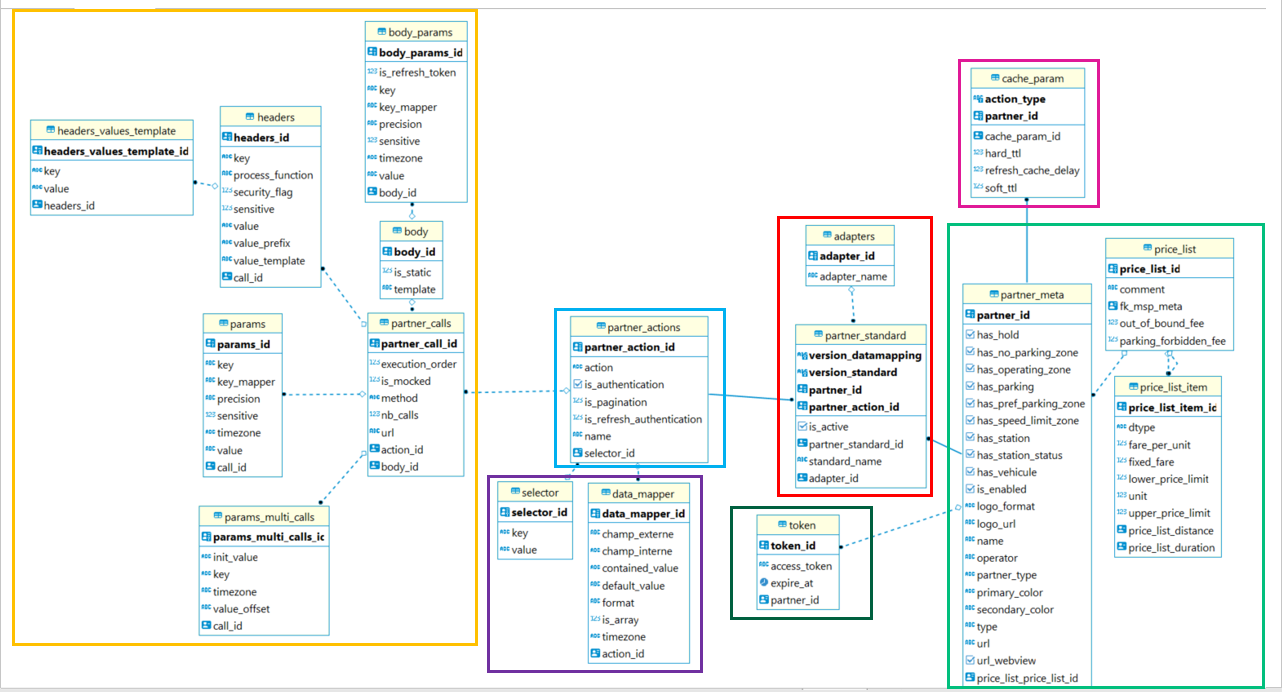 body_params
body_params_id
is_refresh_token
key
key_mapper
precision
sensitive
timezone
value
body_id
headers_values_template
headers_values_template_id
key
value
headers_id
headers
headers_id
key
process_function
security_flag
sensitive
value
value_prefix
value_template
call_id
body
body_id
is_static
template
params
params_id
key
key_mapper
precision
sensitive
timezone
value
call_id
partner_calls
partner_call_id
execution_order
is_mocked
method
nb_calls
url
action_id
body_id
params_multi_calls
params_multi_calls_id
init_value
key
timezone
value_offset
call_id
partner_actions
partner_action_id
action
is_authentication
is_pagination
is_refresh_authentication
name
selector_id
selector
selector_id
key
value
data_mapper
data_mapper_id
champ_externe
champ_interne
contained_value
default_value
format
is_array
timezone
action_id
adapters
adapter_id
adapter_name
partner_standard
version_datamapping
version_standard
partner_id
partner_action_id
is_active
partner_standard_id
standard_name
adapter_id
token
token_id
access_token
expire_at
partner_id
cache_param
action_type
partner_id
cache_param_id
hard_ttl
refresh_cache_delay
soft_ttl
partner_meta
partner_id
has_hold
has_no_parking_zone
has_operating_zone
has_parking
has_pref_parking_zone
has_speed_limit_zone
has_station
has_station_status
has_vehicule
is_enabled
logo_format
logo_url
name
operator
partner_type
primary_color
secondary_color
type
url
url_webview
price_list_price_list_id
price_list
price_list_id
comment
fk_msp_meta
out_of_bound_fee
parking_forbidden_fee
price_list_item
price_list_item_id
dtype
fare_per_unit
fixed_fare
lower_price_limit
unit
upper_price_limit
price_list_distance
price_list_duration